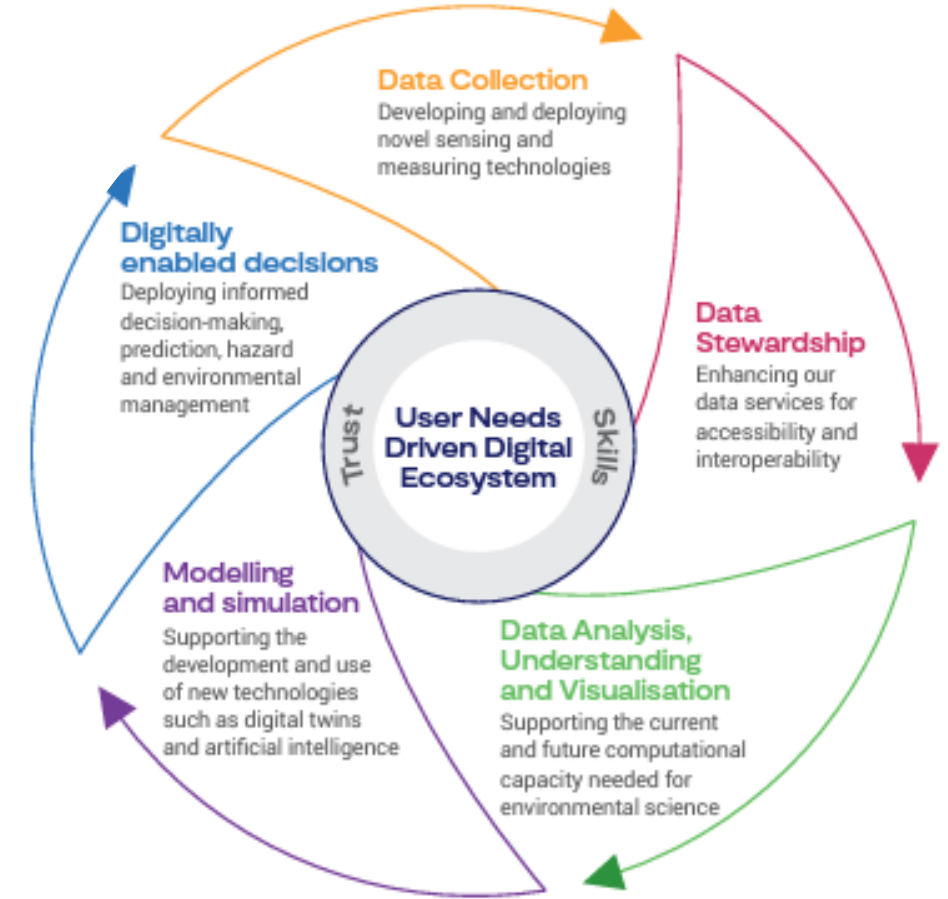 Data Collection
Developing and deploying
novel sensing and
measuring technologies
Data
Stewardship
Enhancing our
data services for
accessibility and
interoperability
Data Analysis,
Understanding
and Visualisation
Supporting the current
and future computational
capacity needed for
environmental science
Modelling
and simulation
Supporting the
development and use
of new technologies
such as digital twins
and artificial intelligence
Digitally
enabled decisions
Deploying informed
decision-making,
prediction, hazard
and environmental
management
Trust
User Needs
Driven Digital
Ecosystem
Skills